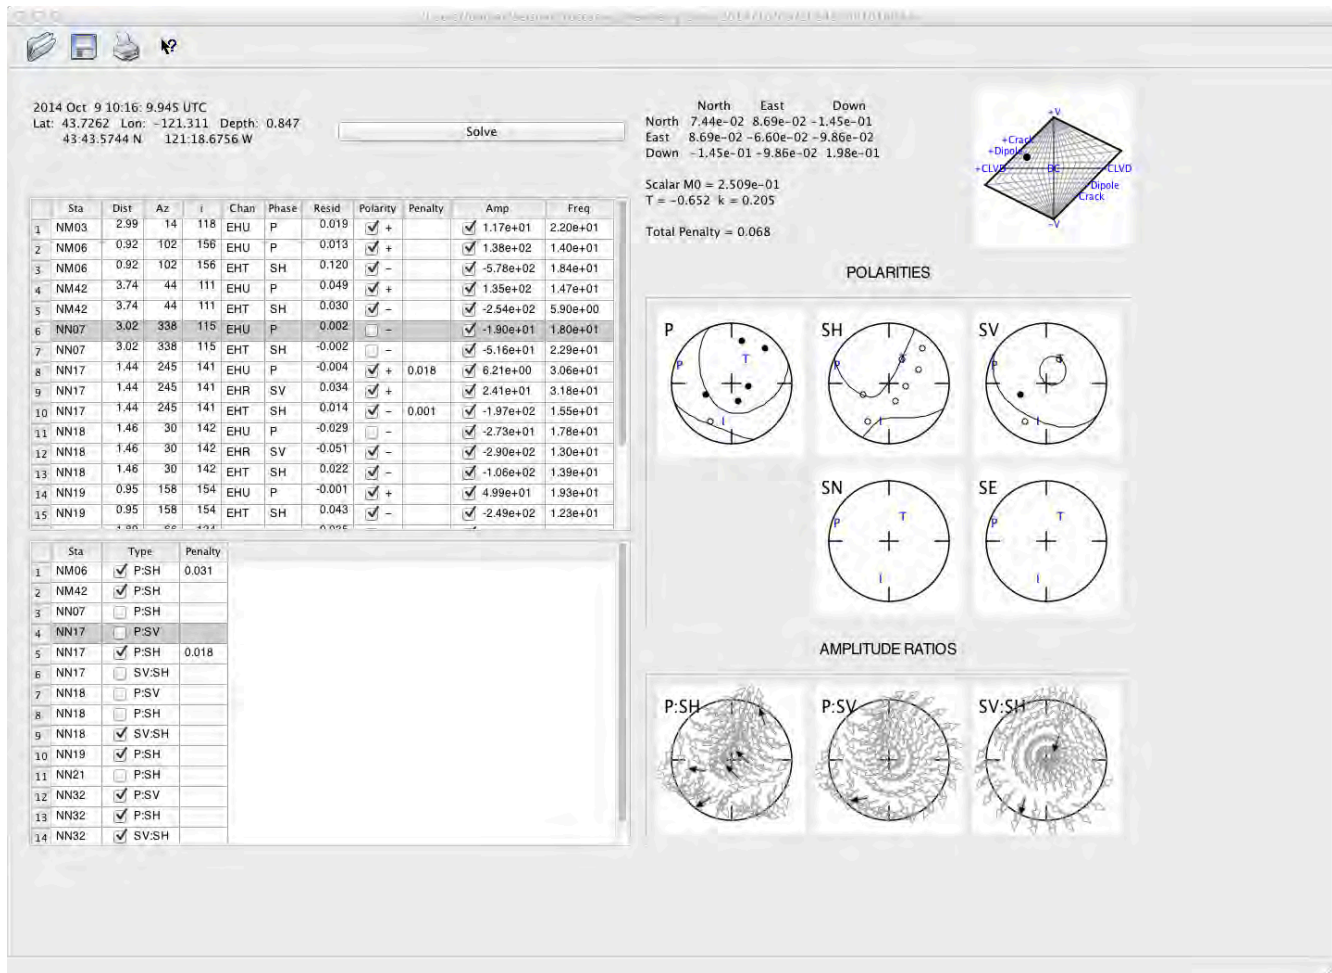 2014 Oct 9 10:16: 9.945 UTC
Lat: 43.7262 Lon: -121.311 Depth: 0.847
43:43.5744 N 121:18.6756 W
Solve
North East Down
North 7.44e-02 8.69e-02 -1.45e-01
East 8.69e-02 -6.60e-02 -9.86e-02
Down -1.45e-01 -9.86e-02 1.98e-01
Scalar M0 = 2.509e-01
T = -0.652 k = 0.205
Total Penalty = 0.068
+V
+Crack
+Dipole
+CLVD DC -CLVD
Dipole
Crack
-V
Sta Dist Az i Chan Phase Resid Polarity Penalty Amp Freq
1 NM03 2.99 14 118 EHU P 0.019 + 1.17e+01 2.20e+01
2 NM06 0.92 102 156 EHU P 0.013 + 1.38e+02 1.40e+01
3 NM06 0.92 102 156 EHT SH 0.120 - -5.78e+02 1.84e+01
4 NM42 3.74 44 111 EHU P 0.049 + 1.35e+02 1.47e+01
5 NM42 3.74 44 111 EHT SH 0.030 - -2.54e+02 5.90e+00
6 NN07 3.02 338 115 EHU P 0.002 - -1.90e+01 1.80e+01
7 NN07 3.02 338 115 EHT SH -0.002 - -5.16e+01 2.29e+01
8 NN17 1.44 245 141 EHU P -0.004 + 0.018 6.21e+00 3.06e+01
9 NN17 1.44 245 141 EHR SV 0.034 + 2.41e+01 3.18e+01
10 NN17 1.44 245 141 EHT SH 0.014 - 0.001 -1.97e+02 1.55e+01
11 NN18 1.46 30 142 EHU P -0.029 - -2.73e+01 1.78e+01
12 NN18 1.46 30 142 EHR SV -0.051 - -2.90e+02 1.30e+01
13 NN18 1.46 30 142 EHT SH 0.022 - -1.06e+02 1.39e+01
14 NN19 0.95 158 154 EHU P -0.001 + 4.99e+01 1.93e+01
15 NN19 0.95 158 154 EHT SH 0.043 - -2.49e+02 1.23e+01
Sta Type Penalty
1 NM06 P:SH 0.031
2 NM42 P:SH
3 NN07 P:SH
4 NN17 P:SV
5 NN17 P:SH 0.018
6 NN17 SV:SH
7 NN18 P:SV
8 NN18 P:SH
9 NN18 SV:SH
10 NN19 P:SH
11 NN21 P:SH
12 NN32 P:SV
13 NN32 P:SH
14 NN32 SV:SH
POLARITIES
P SH SV
P T I
P T I
P T I
SN SE
P T I
P T I
AMPLITUDE RATIOS
P:SH P:SV SV:SH